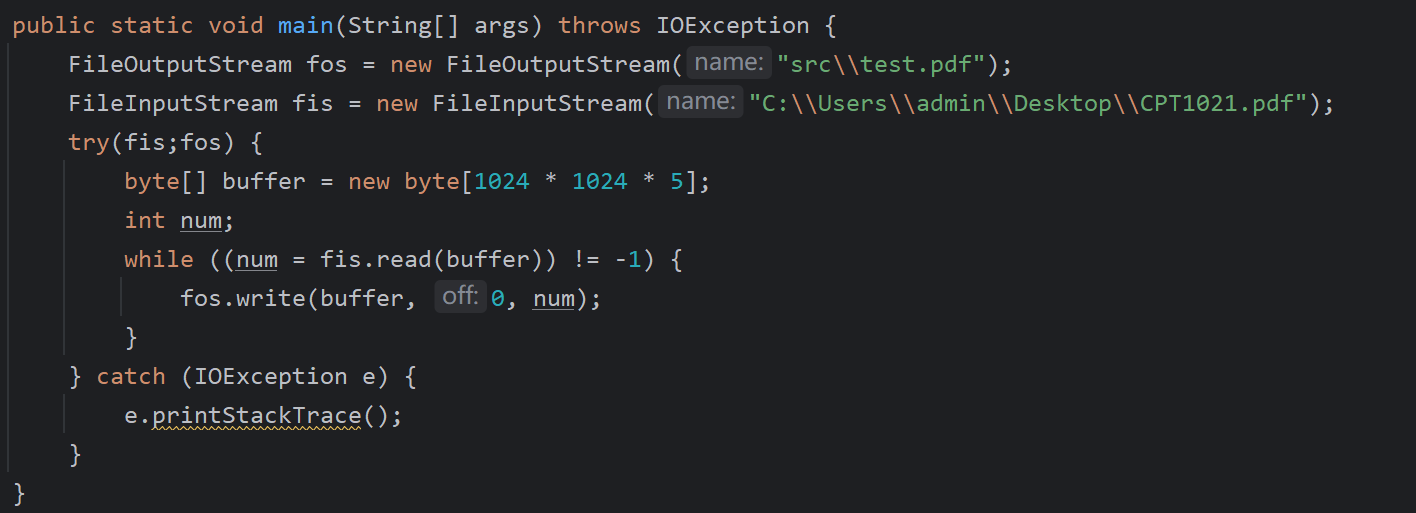 public static void main(String[] args) throws IOException {
    FileOutputStream fos = new FileOutputStream( name: "src\\test.pdf");
    FileInputStream fis = new FileInputStream( name: "C:\\Users\\admin\\Desktop\\CPT1021.pdf");
    try(fis;fos) {
        byte[] buffer = new byte[1024 * 1024 * 5];
        int num;
        while ((num = fis.read(buffer)) != -1) {
            fos.write(buffer, off: 0, num);
        }
    } catch (IOException e) {
        e.printStackTrace();
    }
}